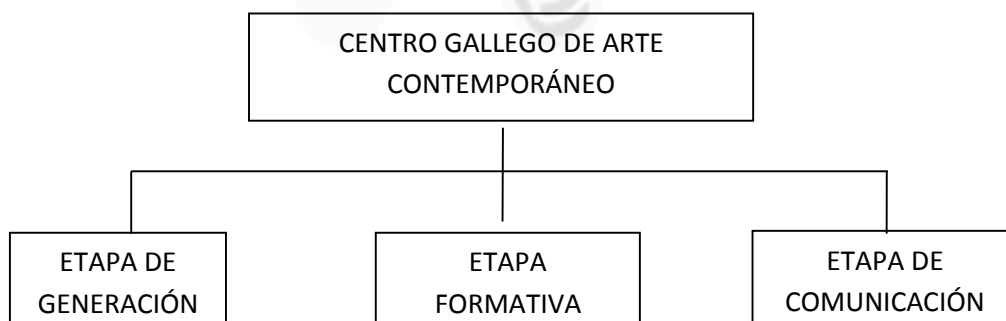 CENTRO GALLEGO DE ARTE
CONTEMPORÁNEO
ETAPA DE
GENERACIÓN
ETAPA
FORMATIVA
ETAPA DE
COMUNICACIÓN